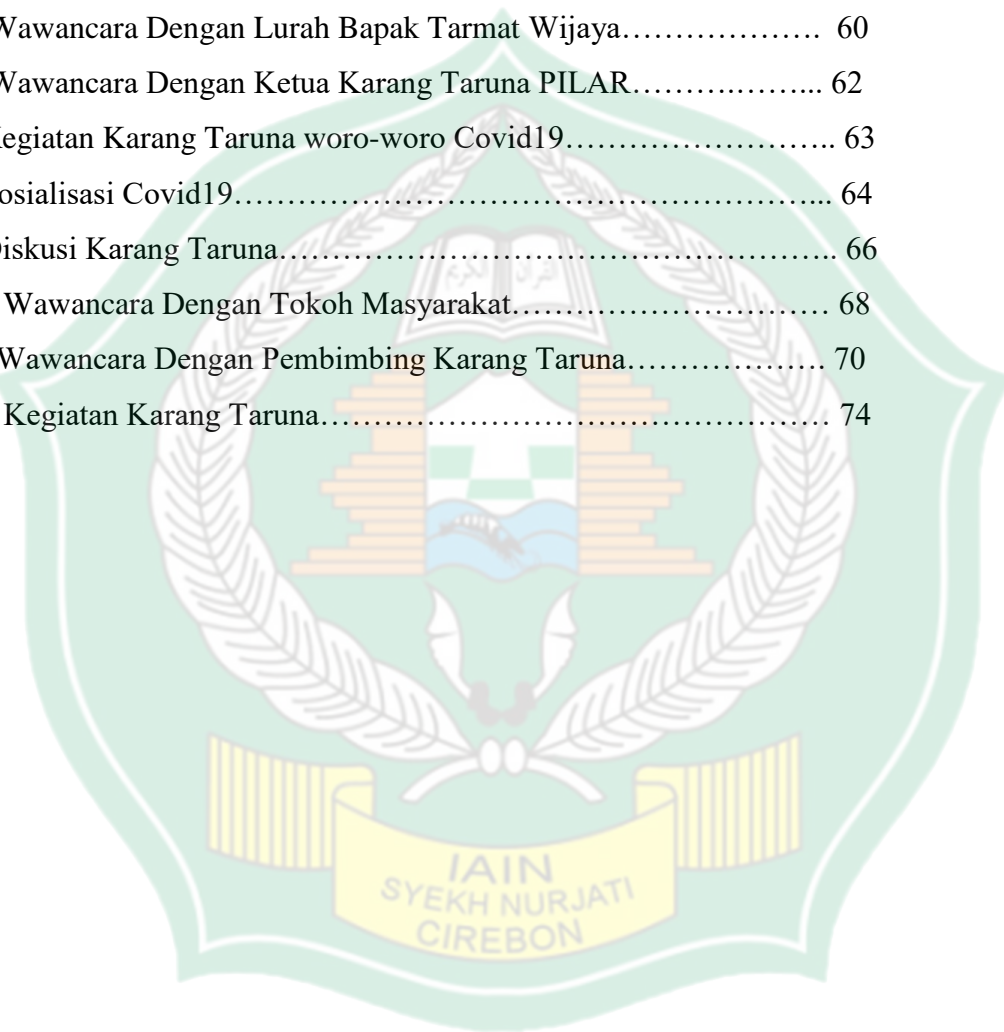 Wawancara Dengan Lurah Bapak Tarmat Wijaya………………. 60
Wawancara Dengan Ketua Karang Taruna PILAR……….……... 62
Kegiatan Karang Taruna woro-woro Covid19…………………….. 63
osialisasi Covid19………………………………………………... 64
Diskusi Karang Taruna…………………………………………….. 66
Wawancara Dengan Tokoh Masyarakat………………………… 68
Wawancara Dengan Pembimbing Karang Taruna………………. 70
Kegiatan Karang Taruna………………………………………… 74
IAIN
SYEKH NURJATI
CIREBON